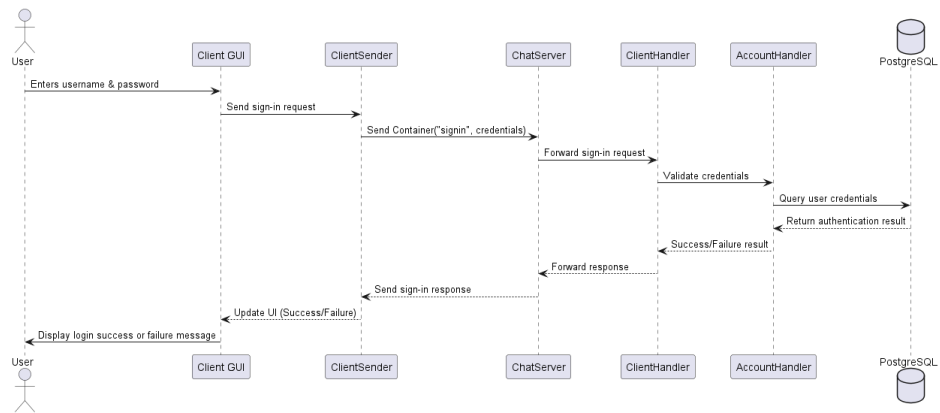 User
Client GUI
ClientSender
ChatServer
ClientHandler
AccountHandler
PostgreSQL
Enters username & password
Send sign-in request
Send Container("signin", credentials)
Forward sign-in request
Validate credentials
Query user credentials
Return authentication result
Success/Failure result
Forward response
Send sign-in response
Update UI (Success/Failure)
Display login success or failure message
User
Client GUI
ClientSender
ChatServer
ClientHandler
AccountHandler
PostgreSQL